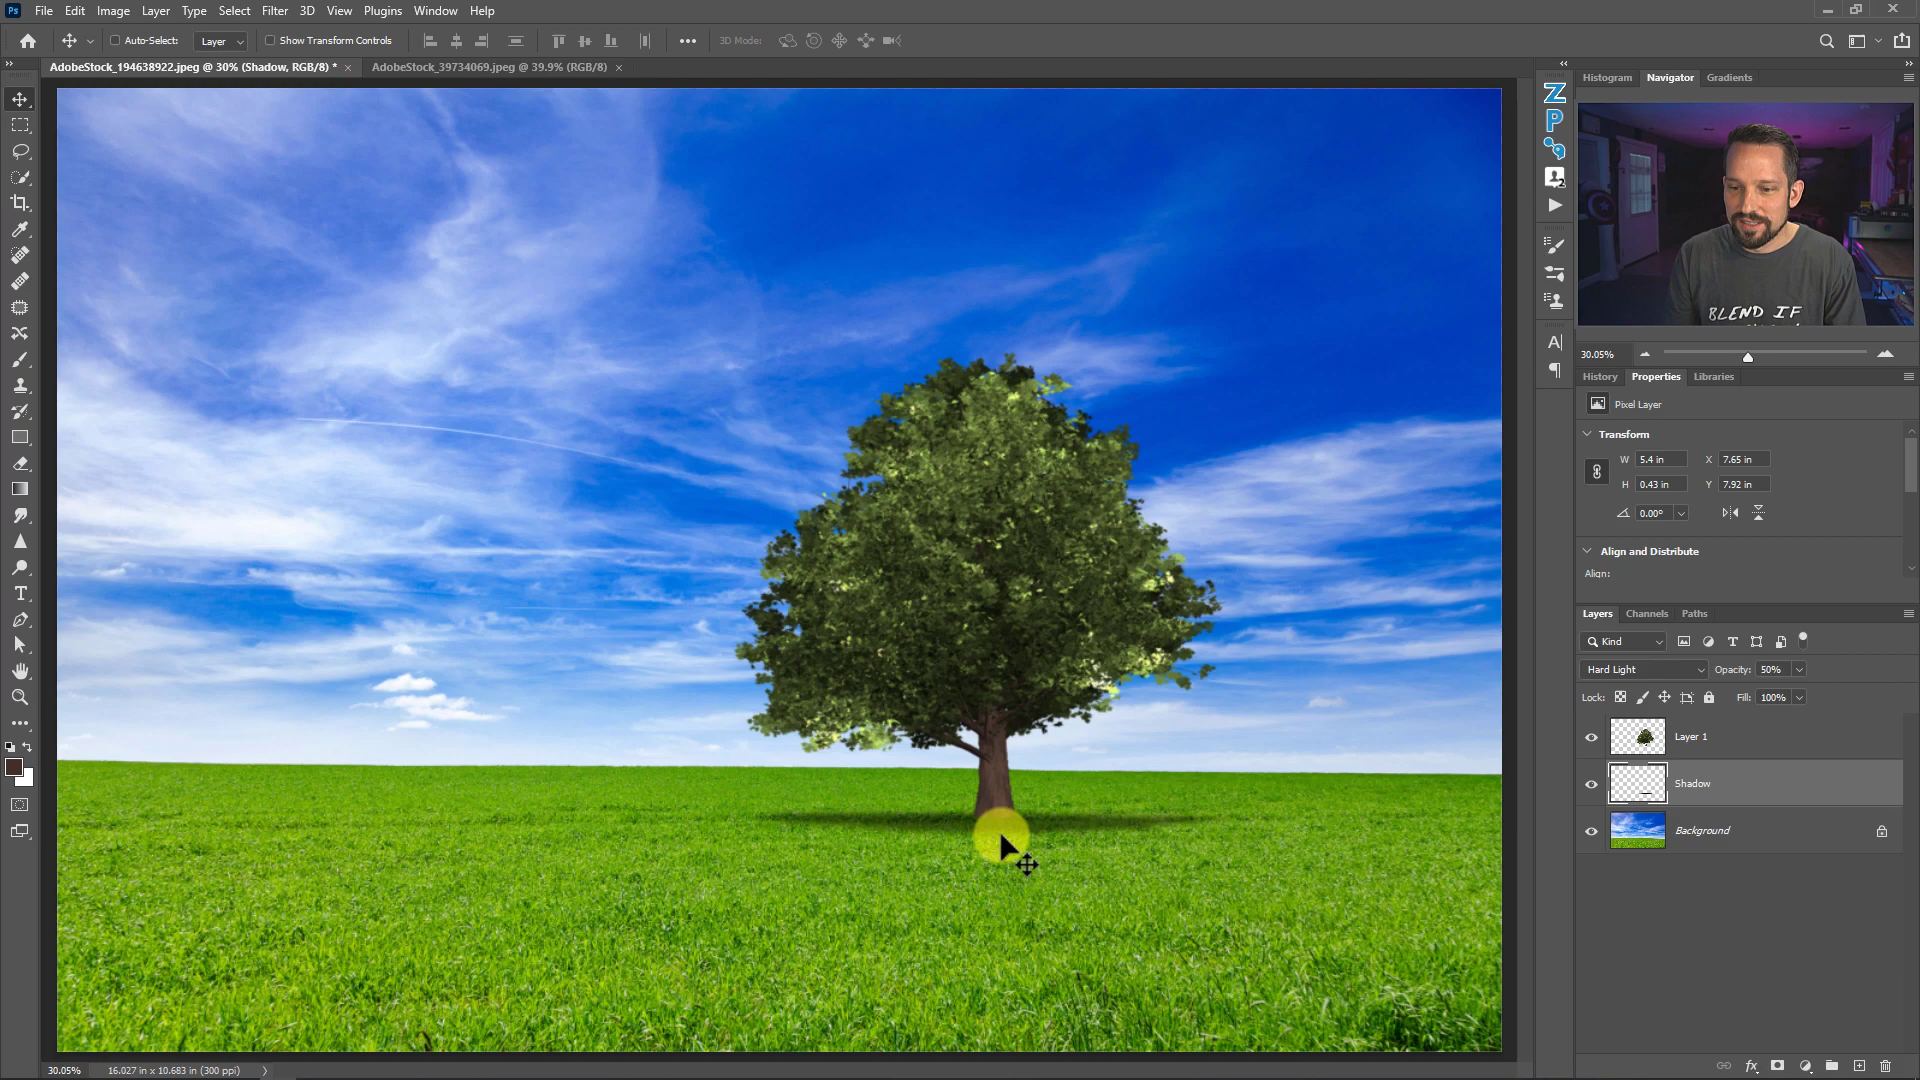 Ps File Edit Image Layer Type Select Filter 3D View Plugins Window Help
Auto-Select: Layer Show Transform Controls 3D Mode:
AdobeStock_194638922.jpeg @ 30% (Shadow, RGB/8) * × AdobeStock_39734069.jpeg @ 39.9% (RGB/8) ×
Histogram Navigator Gradients
BLEND IF
30.05%
History Properties Libraries
Pixel Layer
Transform
W 5.4 in X 7.65 in
H 0.43 in Y 7.92 in
0.00°
Align and Distribute
Align:
Layers Channels Paths
Kind
Hard Light Opacity: 50%
Lock: Fill: 100%
Layer 1
Shadow
Background
30.05% 16.027 in x 10.683 in (300 ppi)